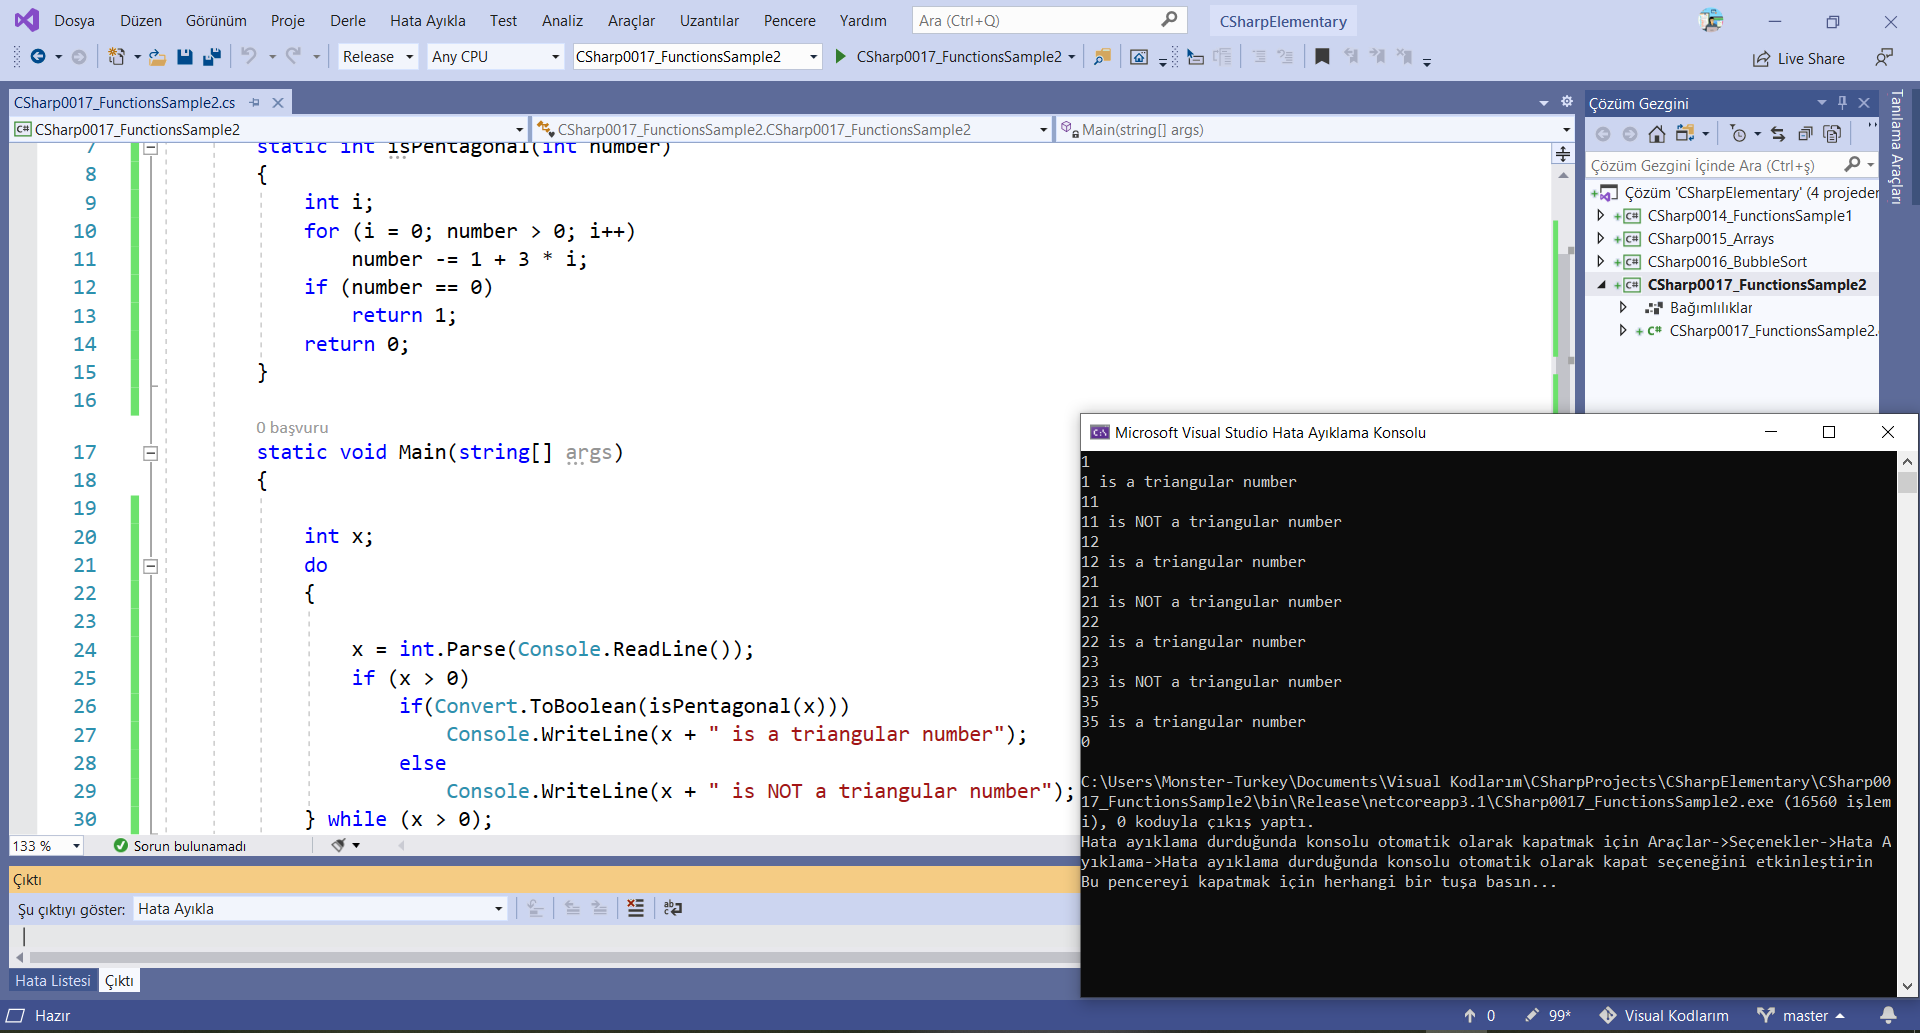 Dosya Düzen Görünüm Proje Derle Hata Ayıkla Test Analiz Araçlar Uzantılar Pencere Yardım Ara (Ctrl+Q) CSharpElementary
Release Any CPU CSharp0017_FunctionsSample2 CSharp0017_FunctionsSample2 Live Share
CSharp0017_FunctionsSample2.cs
CSharp0017_FunctionsSample2 CSharp0017_FunctionsSample2.CSharp0017_FunctionsSample2 Main(string[] args)
7 static int isPentagonal(int number)
8 {
9 int i;
10 for (i = 0; number > 0; i++)
11 number -= 1 + 3 * i;
12 if (number == 0)
13 return 1;
14 return 0;
15 }
16
0 başvuru
17 static void Main(string[] args)
18 {
19
20 int x;
21 do
22 {
23
24 x = int.Parse(Console.ReadLine());
25 if (x > 0)
26 if(Convert.ToBoolean(isPentagonal(x)))
27 Console.WriteLine(x + " is a triangular number");
28 else
29 Console.WriteLine(x + " is NOT a triangular number");
30 } while (x > 0);
133 % Sorun bulunamadı
Çıktı
Şu çıktıyı göster: Hata Ayıkla
Hata Listesi Çıktı
Çözüm Gezgini
Çözüm Gezgini İçinde Ara (Ctrl+ş)
Çözüm 'CSharpElementary' (4 projeder
CSharp0014_FunctionsSample1
CSharp0015_Arrays
CSharp0016_BubbleSort
CSharp0017_FunctionsSample2
Bağımlılıklar
C# CSharp0017_FunctionsSample2.
Tanılama Araçları
Microsoft Visual Studio Hata Ayıklama Konsolu
1
1 is a triangular number
11
11 is NOT a triangular number
12
12 is a triangular number
21
21 is NOT a triangular number
22
22 is a triangular number
23
23 is NOT a triangular number
35
35 is a triangular number
0
C:\Users\Monster-Turkey\Documents\Visual Kodlarım\CSharpProjects\CSharpElementary\CSharp00
17_FunctionsSample2\bin\Release\netcoreapp3.1\CSharp0017_FunctionsSample2.exe (16560 işlem
i), 0 koduyla çıkış yaptı.
Hata ayıklama durduğunda konsolu otomatik olarak kapatmak için Araçlar->Seçenekler->Hata A
yıklama->Hata ayıklama durduğunda konsolu otomatik olarak kapat seçeneğini etkinleştirin
Bu pencereyi kapatmak için herhangi bir tuşa basın...
Hazır 0 99* Visual Kodlarım master